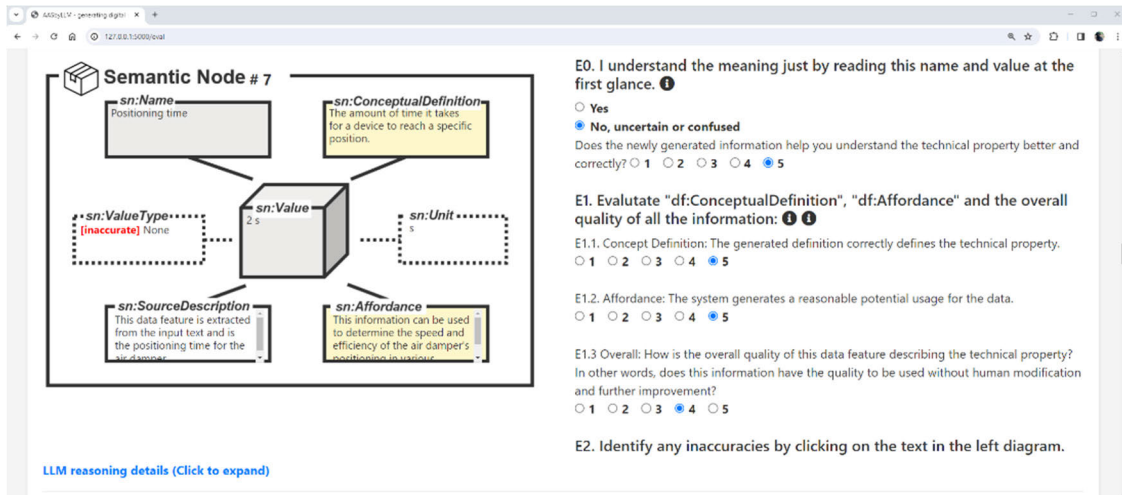 AASbyLLM - generating digital
127.0.0.1:5000/eval
Semantic Node # 7
sn:Name
Positioning time
sn:ConceptualDefinition
The amount of time it takes
for a device to reach a specific
position.
sn:ValueType
[inaccurate] None
sn:Value
2 s
sn:Unit
s
sn:SourceDescription
This data feature is extracted
from the input text and is
the positioning time for the
air damper
sn:Affordance
This information can be used
to determine the speed and
efficiency of the air damper's
positioning in various
LLM reasoning details (Click to expand)
E0. I understand the meaning just by reading this name and value at the
first glance.
Yes
No, uncertain or confused
Does the newly generated information help you understand the technical property better and
correctly? 1 2 3 4 5
E1. Evalutate "df:ConceptualDefinition", "df:Affordance" and the overall
quality of all the information:
E1.1. Concept Definition: The generated definition correctly defines the technical property.
1 2 3 4 5
E1.2. Affordance: The system generates a reasonable potential usage for the data.
1 2 3 4 5
E1.3 Overall: How is the overall quality of this data feature describing the technical property?
In other words, does this information have the quality to be used without human modification
and further improvement?
1 2 3 4 5
E2. Identify any inaccuracies by clicking on the text in the left diagram.